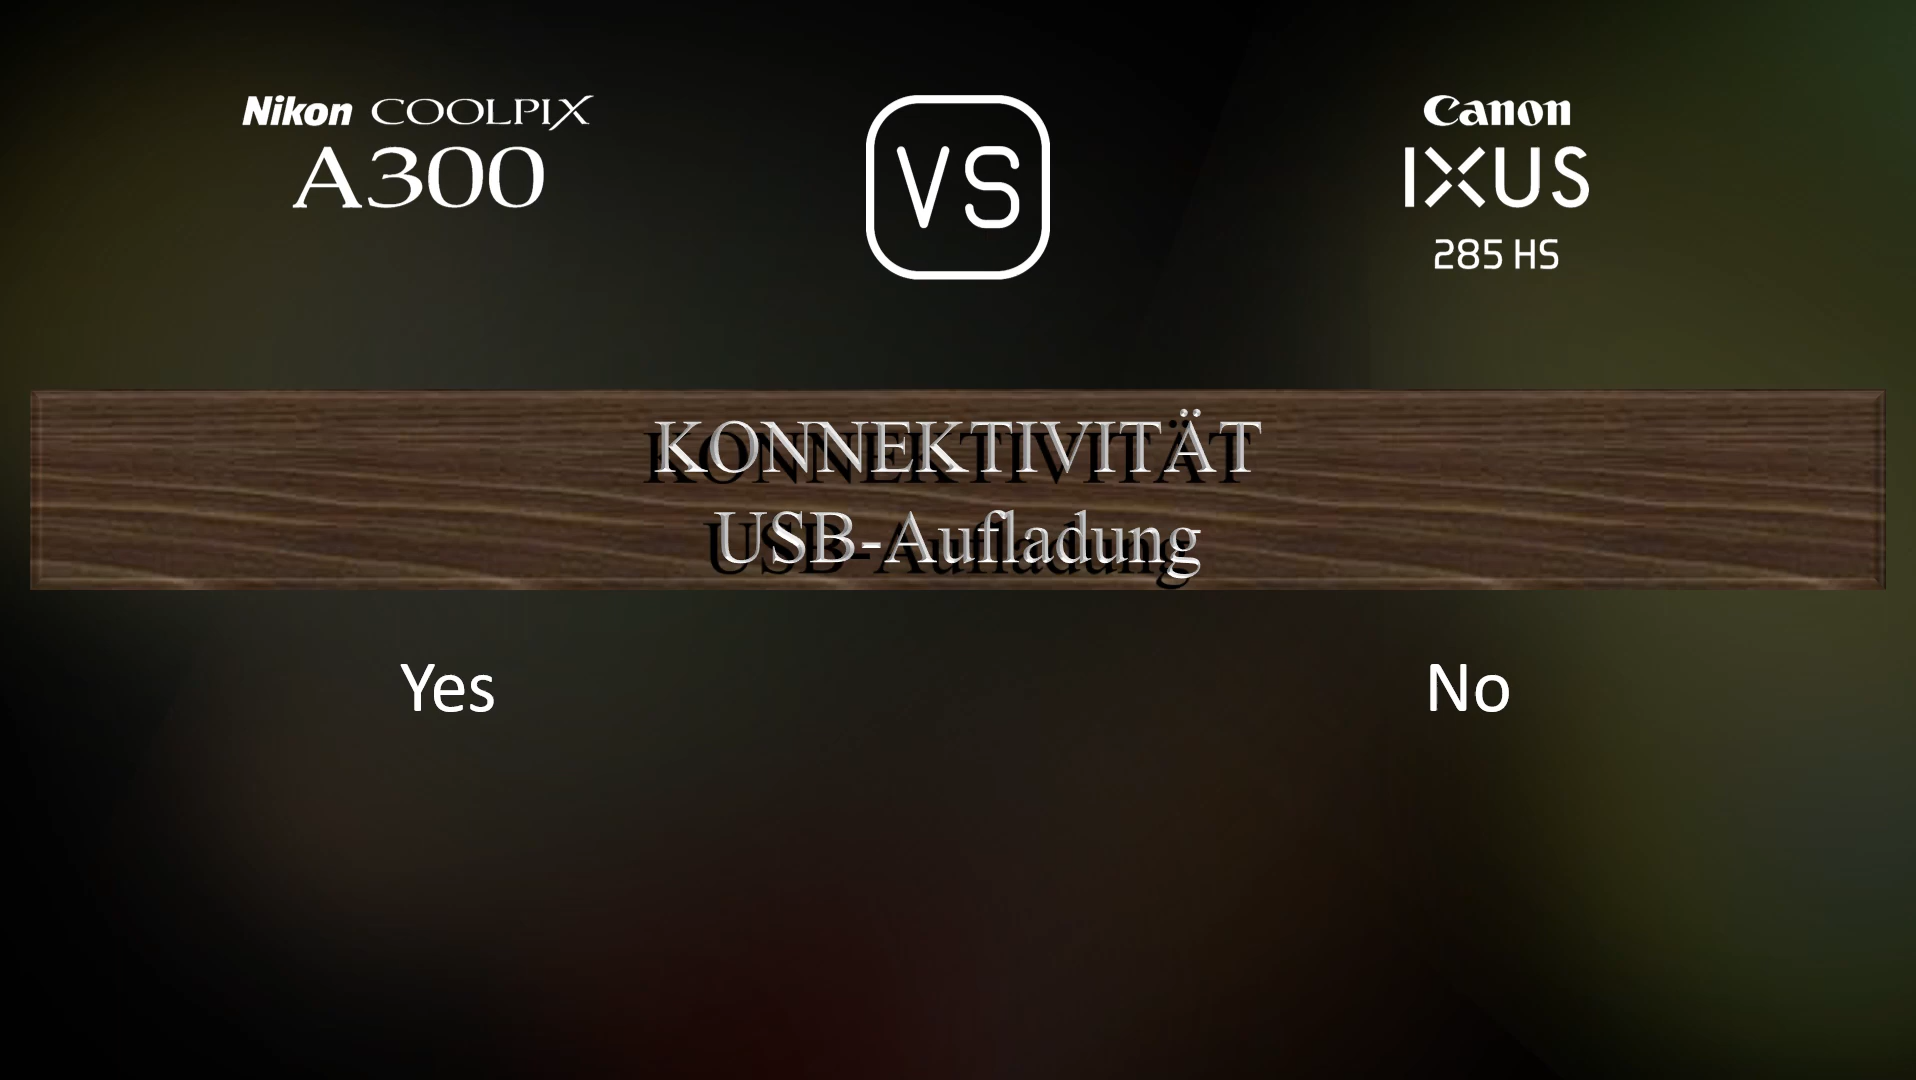 Nikon COOLPIX
A300
VS
Canon
IXUS
285 HS
KONNEKTIVITÄT
USB-Aufladung
Yes
No